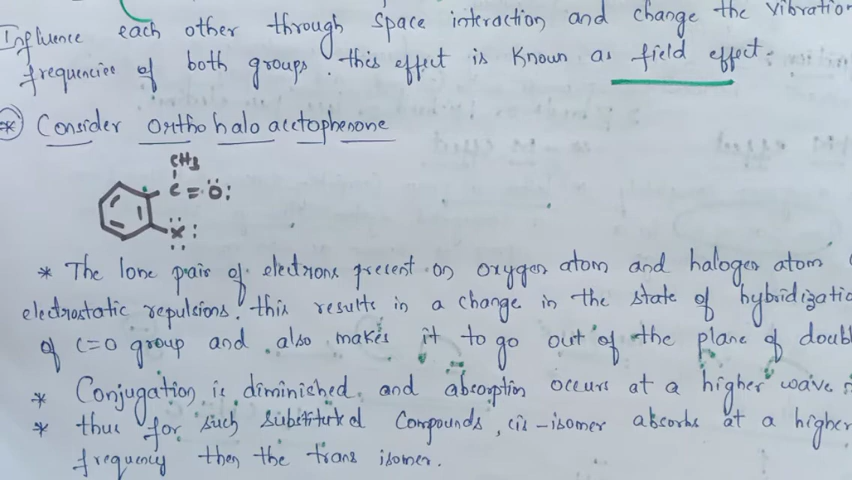 Influence each other through space interaction and change the vibration
frequencies of both groups. this effect is known as field effect.
* Consider Ortho halo acetophenone
CH3
C=Ö:
X:
* The lone pair of electrons present on oxygen atom and halogen atom
electrostatic repulsions. this results in a change in the state of hybridizatio
of C=O group and also makes it to go out of the plane of doubl
* Conjugation is diminished and absorption occurs at a higher wave
* thus for such substituted compounds, cis-isomer absorbs at a higher
frequency then the trans isomer.